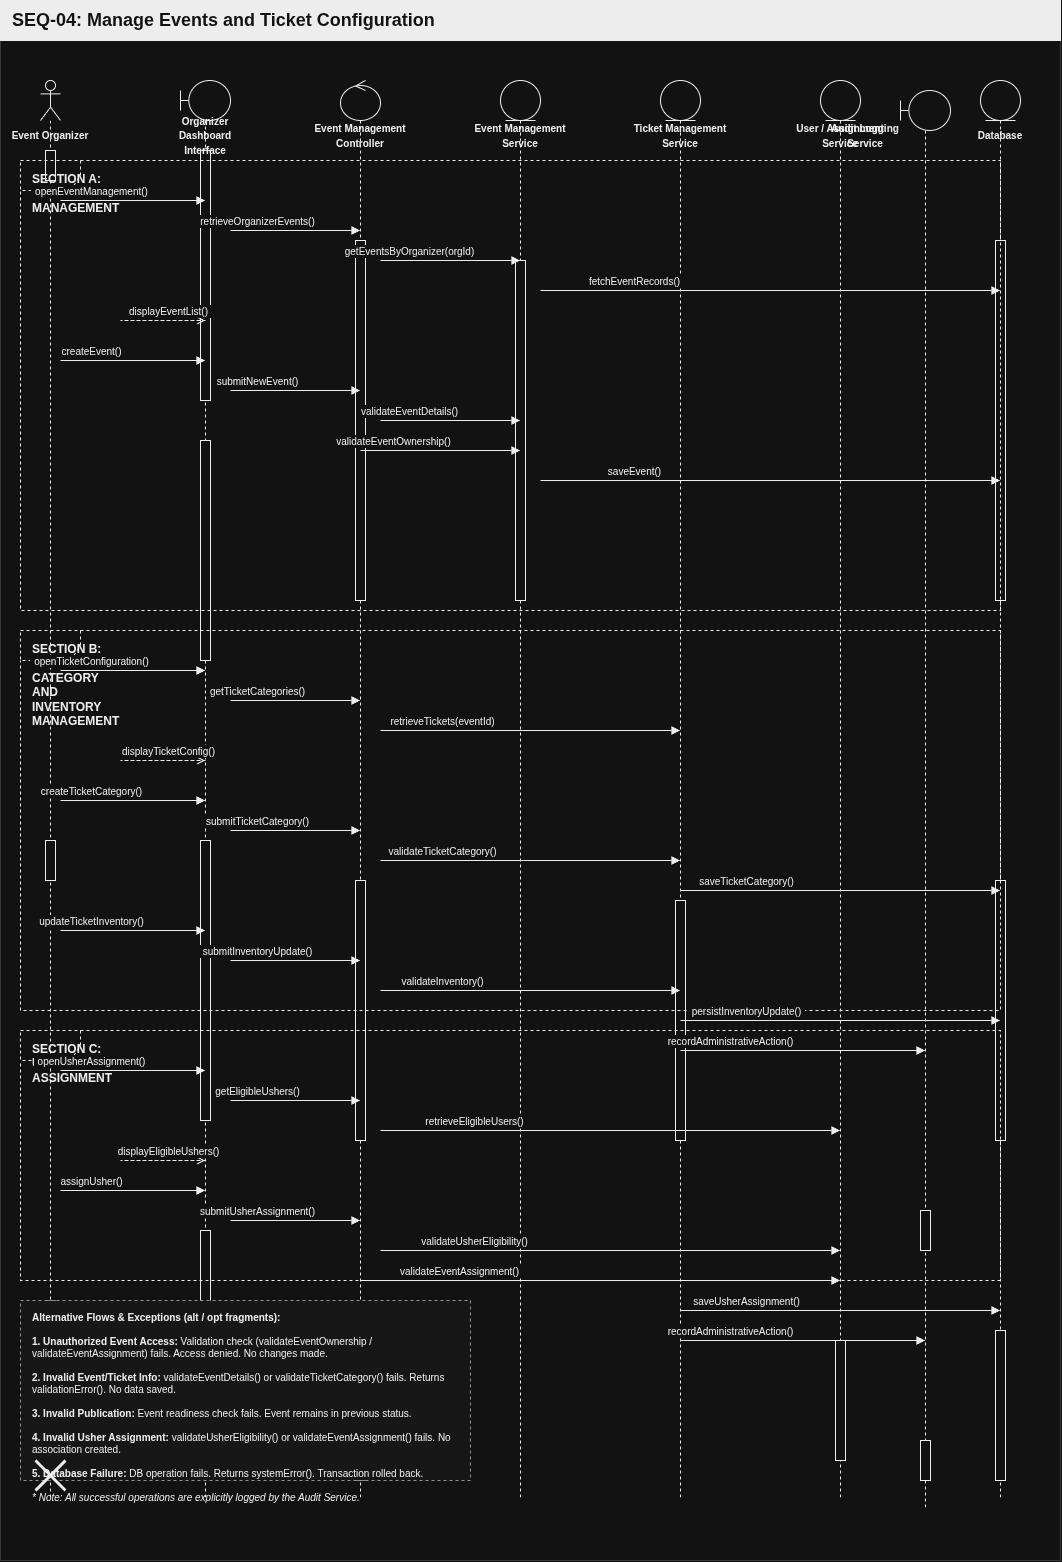 SEQ-04: Manage Events and Ticket Configuration
Event Organizer
Organizer
Dashboard
Interface
Event Management
Controller
Event Management
Service
Ticket Management
Service
User /
Service
Service
Database
SECTION A:
openEventManagement()
MANAGEMENT
retrieveOrganizerEvents()
getEventsByOrganizer(orgId)
fetchEventRecords()
displayEventList()
createEvent()
submitNewEvent()
validateEventDetails()
validateEventOwnership()
saveEvent()
SECTION B:
openTicketConfiguration()
CATEGORY
AND
INVENTORY
MANAGEMENT
getTicketCategories()
retrieveTickets(eventId)
displayTicketConfig()
createTicketCategory()
submitTicketCategory()
validateTicketCategory()
saveTicketCategory()
updateTicketInventory()
submitInventoryUpdate()
validateInventory()
persistInventoryUpdate()
recordAdministrativeAction()
SECTION C:
openUsherAssignment()
ASSIGNMENT
getEligibleUshers()
retrieveEligibleUsers()
displayEligibleUshers()
assignUsher()
submitUsherAssignment()
validateUsherEligibility()
validateEventAssignment()
saveUsherAssignment()
recordAdministrativeAction()
Alternative Flows & Exceptions (alt / opt fragments):
1. Unauthorized Event Access: Validation check (validateEventOwnership /
validateEventAssignment) fails. Access denied. No changes made.
2. Invalid Event/Ticket Info: validateEventDetails() or validateTicketCategory() fails. Returns
validationError(). No data saved.
3. Invalid Publication: Event readiness check fails. Event remains in previous status.
4. Invalid Usher Assignment: validateUsherEligibility() or validateEventAssignment() fails. No
association created.
5. Database Failure: DB operation fails. Returns systemError(). Transaction rolled back.
* Note: All successful operations are explicitly logged by the Audit Service.